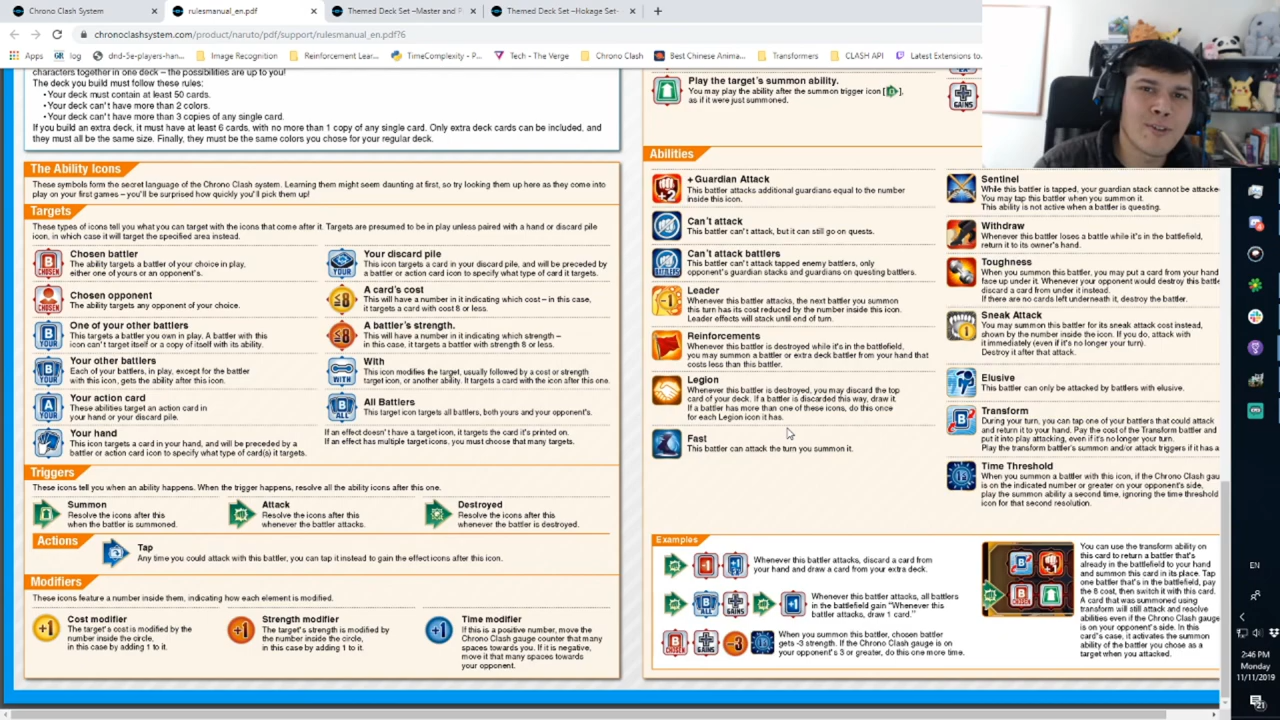 Chrono Clash System
rulesmanual_en.pdf
Themed Deck Set –Master and P
Themed Deck Set –Hokage Set-
chronoclashsystem.com/product/naruto/pdf/support/rulesmanual_en.pdf?6
Apps
log
dnd-5e-players-han...
Image Recognition
Reinforcement Lear...
TimeComplexity - P...
Tech - The Verge
Chrono Clash
Best Chinese Anima...
Transformers
CLASH API
Latest Extensions to
characters together in one deck – the possibilities are up to you!
The deck you build must follow these rules:
• Your deck must contain at least 50 cards.
• Your deck can't have more than 2 colors.
• Your deck can't have more than 3 copies of any single card.
If you build an extra deck, it must have at least 6 cards, with no more than 1 copy of any single card. Only extra deck cards can be included, and
they must all be the same size. Finally, they must be the same colors you chose for your regular deck.
The Ability Icons
These symbols form the secret language of the Chrono Clash system. Learning them might seem daunting at first, so try locking them up here as they come into
play on your first games – you'll be surprised how quickly you'll pick them up!
Targets
These types of icons tell you what you can target with the icons that come after it. Targets are presumed to be in play unless paired with a hand or discard pile
icon, in which case it will target the specified area instead.
B
CHOSEN
Chosen battler
The ability targets a battler of your choice in play,
either one of yours or an opponent's.
CHOSEN
Chosen opponent
The ability targets any opponent of your choice.
B
YOUR
One of your other battlers
This targets a battler you own in play. A battler with this
icon can't target itself or a copy of itself with its ability.
B
YOUR
Your other battlers
Each of your battlers, in play, except for the battler
with this icon, gets the ability after this icon.
A
YOUR
Your action card
These abilities target an action card in
your hand or your discard pile.
Your hand
This icon targets a card in your hand, and will be preceded by a
battler or action card icon to specify what type of card(s) it targets.
YOUR
Your discard pile
This icon targets a card in your discard pile, and will be preceded by
a battler or action card icon to specify what type of card it targets.
≤8
A card's cost
This will have a number in it indicating which cost – in this case,
it targets a card with cost 8 or less.
≤8
A battler's strength.
This will have a number in it indicating which strength –
in this case, it targets a battler with strength 8 or less.
WITH
With
This icon modifies the target, usually followed by a cost or strength
target icon, or another ability. It targets a card with the icon after this one.
B
ALL
All Battlers
This target icon targets all battlers, both yours and your opponent's.
If an effect doesn't have a target icon, it targets the card it's printed on.
If an effect has multiple target icons, you must choose that many targets.
Triggers
These icons tell you when an ability happens. When the trigger happens, resolve all the ability icons after this one.
Summon
Resolve the icons after this
when the battler is summoned.
Attack
Resolve the icons after this
whenever the battler attacks.
Destroyed
Resolve the icons after this
whenever the battler is destroyed.
Actions
Tap
Any time you could attack with this battler, you can tap it instead to gain the effect icons after this icon.
Modifiers
These icons feature a number inside them, indicating how each element is modified.
+1
Cost modifier
The target's cost is modified by the
number inside the circle,
in this case by adding 1 to it.
+1
Strength modifier
The target's strength is modified by
the number inside the circle,
in this case by adding 1 to it.
+1
Time modifier
If this is a positive number, move the
Chrono Clash gauge counter that many
spaces towards you. If it is negative,
move it that many spaces towards
your opponent.
Play the target's summon ability.
You may play the ability after the summon trigger icon [ ],
as if it were just summoned.
GAINS
Abilities
+2
+ Guardian Attack
This battler attacks additional guardians equal to the number
inside this icon.
Can't attack
This battler can't attack, but it can still go on quests.
BATTLERS
Can't attack battlers
This battler can't attack tapped enemy battlers, only
opponent's guardian stacks and guardians on questing battlers.
Leader
Whenever this battler attacks, the next battler you summon
this turn has its cost reduced by the number inside this icon.
Leader effects will stack until end of turn.
Reinforcements
Whenever this battler is destroyed while it's in the battlefield,
you may summon a battler or extra deck battler from your hand that
costs less than this battler.
Legion
Whenever this battler is destroyed, you may discard the top
card of your deck. If a battler is discarded this way, draw it.
If a battler has more than one of these icons, do this once
for each Legion icon it has.
Fast
This battler can attack the turn you summon it.
Sentinel
While this battler is tapped, your guardian stack cannot be attacke
You may tap this battler when you summon it.
This ability is not active when a battler is questing.
Withdraw
Whenever this battler loses a battle while it's in the battlefield,
return it to its owner's hand.
Toughness
When you summon this battler, you may put a card from your hand
face up under it. Whenever your opponent would destroy this batt
discard a card from under it instead.
If there are no cards left underneath it, destroy the battler.
Sneak Attack
You may summon this battler for its sneak attack cost instead,
shown by the number inside the icon. If you do, attack with
it immediately (even if it's no longer your turn).
Destroy it after that attack.
Elusive
This battler can only be attacked by battlers with elusive.
Transform
During your turn, you can tap one of your battlers that could attack
and return it to your hand. Pay the cost of the Transform battler and
put it into play attacking, even if it's no longer your turn.
Play the transform battler's summon and/or attack triggers if it has a
Time Threshold
When you summon a battler with this icon, if the Chrono Clash gau
is on the indicated number or greater on your opponent's side,
play the summon ability a second time, ignoring the time threshold
icon for that second resolution.
Examples
Whenever this battler attacks, discard a card from
your hand and draw a card from your extra deck.
B
ALL
GAINS
+1
Whenever this battler attacks, all battlers
in the battlefield gain "Whenever this
battler attacks, draw 1 card."
B
CHOSEN
GAINS
-3
When you summon this battler, chosen battler
gets -3 strength. If the Chrono Clash gauge is on
your opponent's 3 or greater, do this one more time.
B
CHOSEN
You can use the transform ability on
this card to return a battler that's
already in the battlefield to your hand
and summon this card in its place. Tap
one battler that's in the battlefield, pay
the 8 cost, then switch it with this card.
A card that was summoned using
transform will still attack and resolve
abilities even if the Chrono Clash gauge
is on your opponent's side. In this
card's case, it activates the summon
ability of the battler you chose as a
target when you attacked.
EN
2:46 PM
Monday
11/11/2019
21